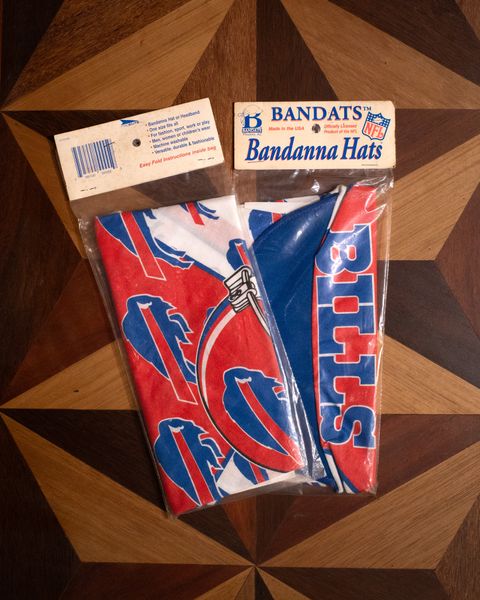 • Bandanna Hat or Headband
• One size fits all
• For fashion, sport, work or play
• Men, women or children's wear
• Machine washable
• Versatile, durable & fashionable
Easy Fold Instructions inside bag
B
BANDATS™
Made in the USA
Officially Licensed
Product of the NFL
NFL
Bandanna Hats
BILLS